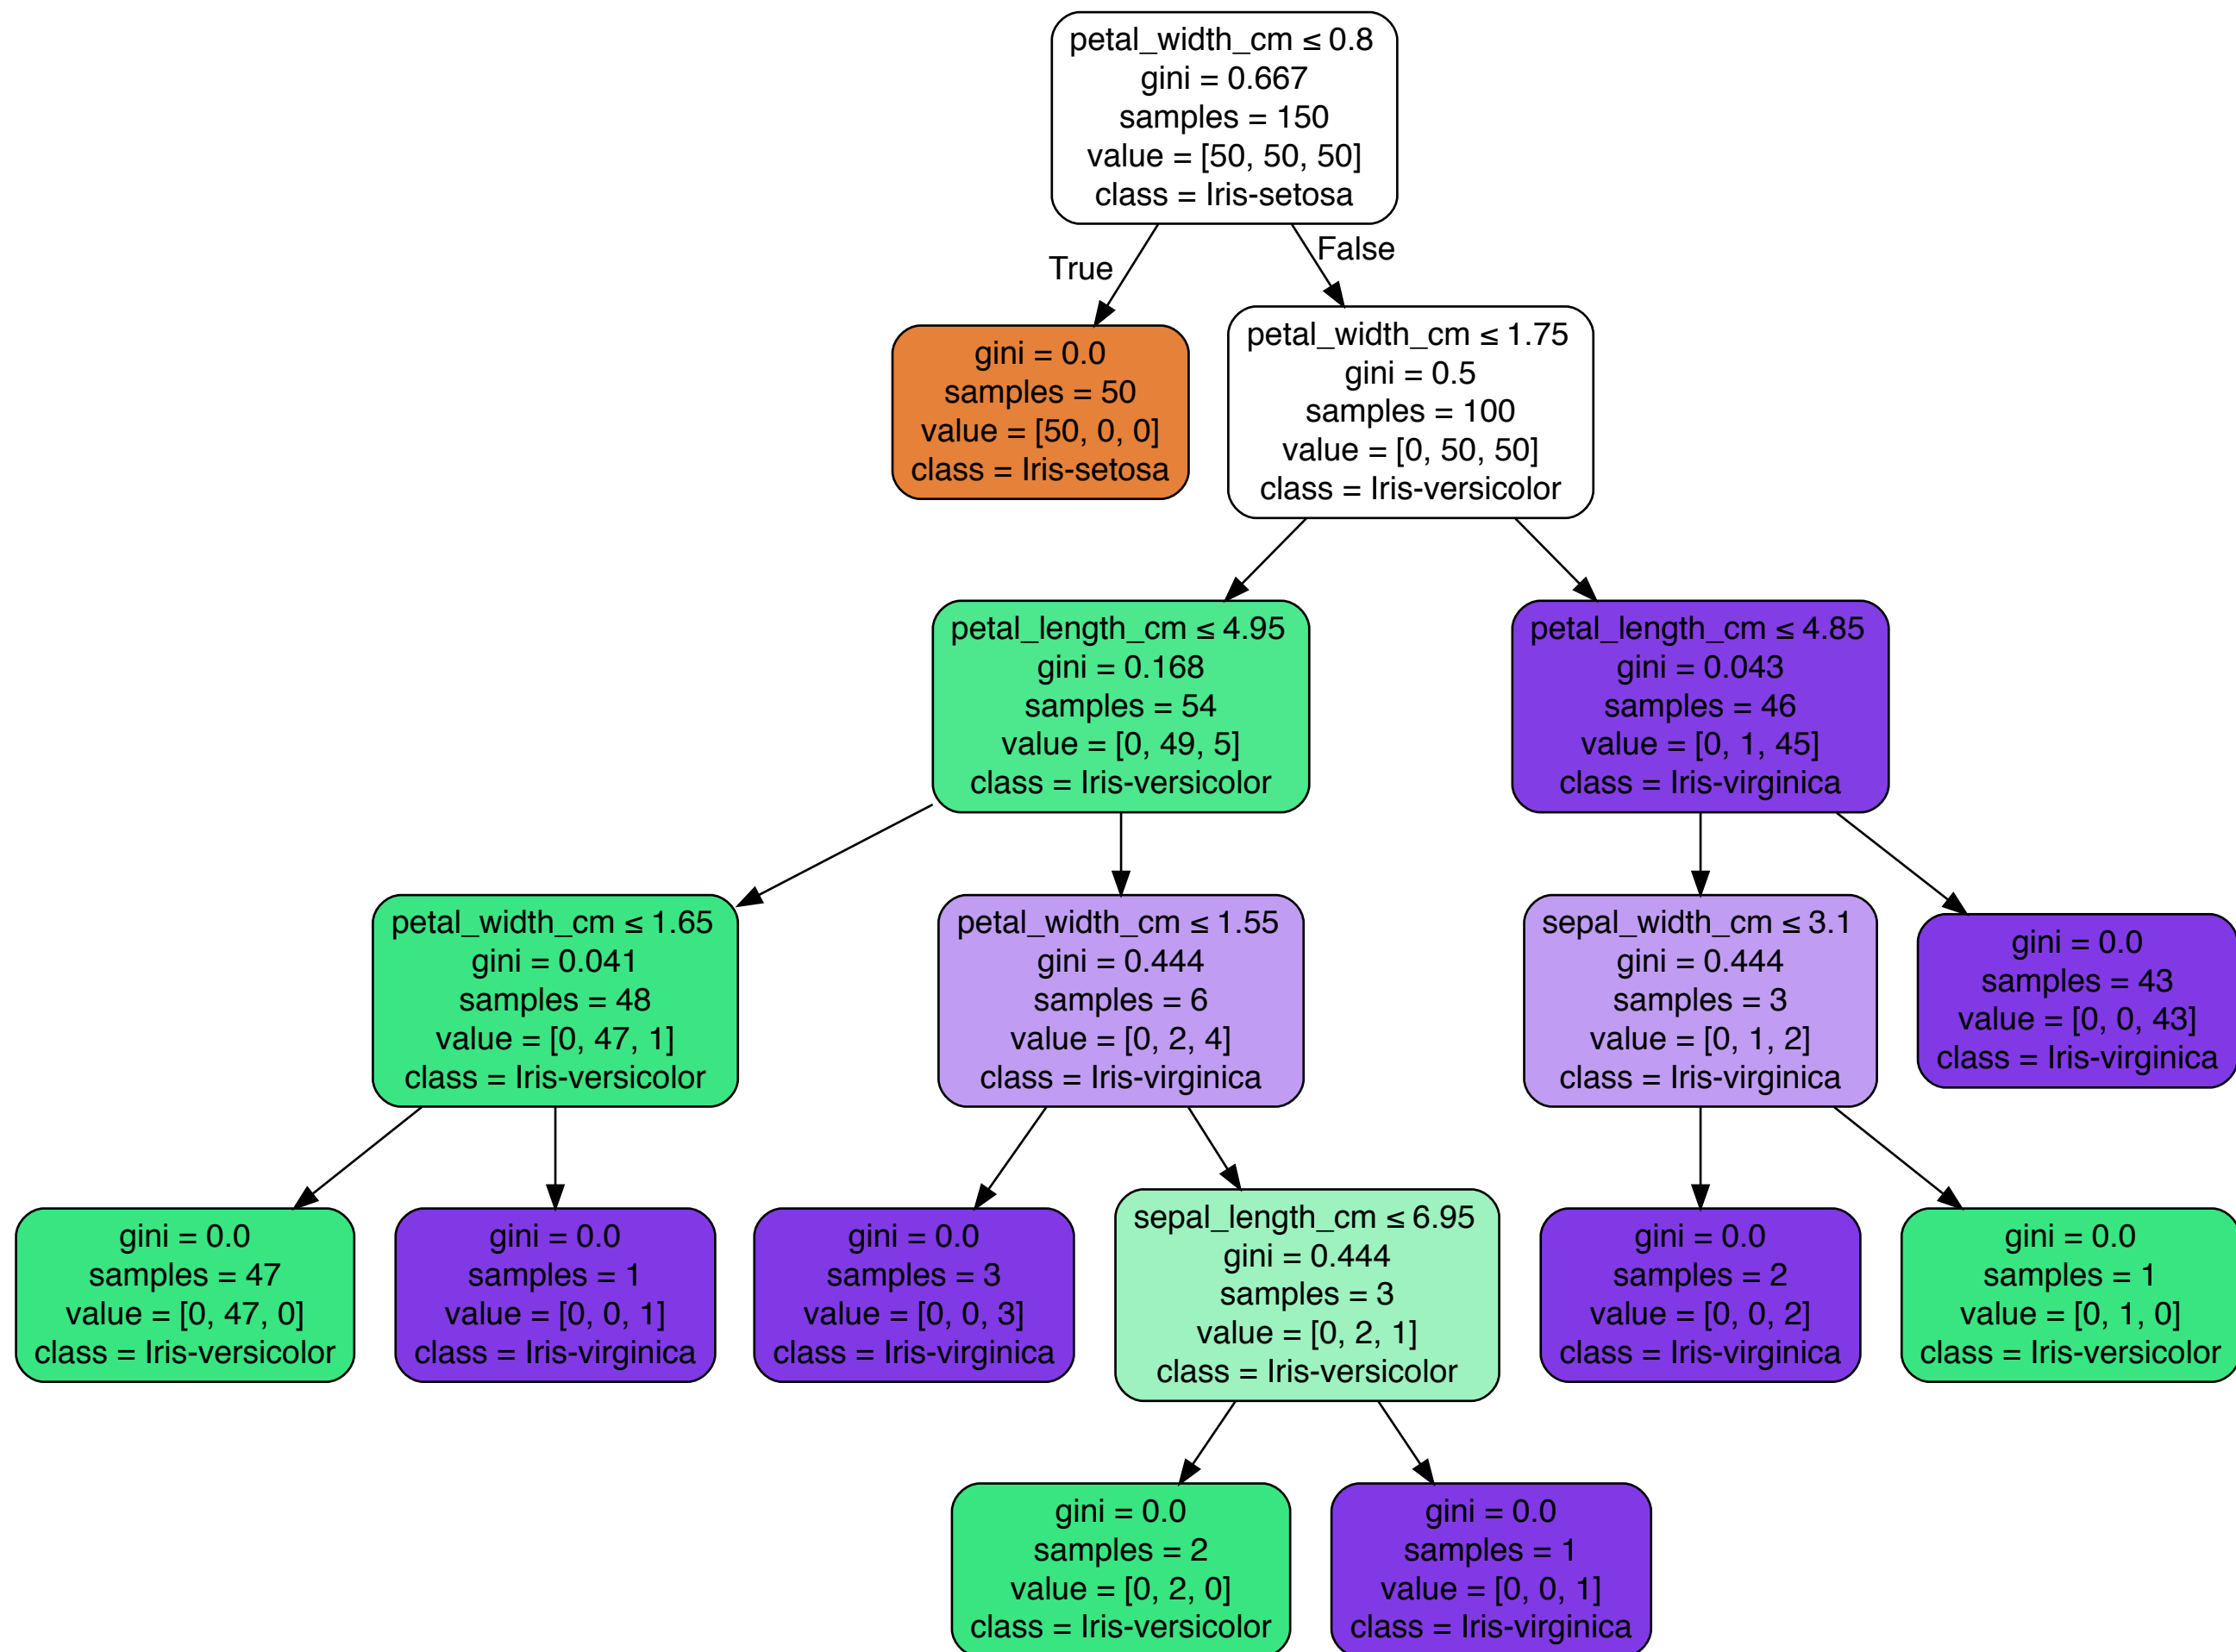 petal_width_cm ≤ 0.8
gini = 0.667
samples = 150
value = [50, 50, 50]
class = Iris-setosa
True
False
gini = 0.0
samples = 50
value = [50, 0, 0]
class = Iris-setosa
petal_width_cm ≤ 1.75
gini = 0.5
samples = 100
value = [0, 50, 50]
class = Iris-versicolor
petal_length_cm ≤ 4.95
gini = 0.168
samples = 54
value = [0, 49, 5]
class = Iris-versicolor
petal_length_cm ≤ 4.85
gini = 0.043
samples = 46
value = [0, 1, 45]
class = Iris-virginica
petal_width_cm ≤ 1.65
gini = 0.041
samples = 48
value = [0, 47, 1]
class = Iris-versicolor
petal_width_cm ≤ 1.55
gini = 0.444
samples = 6
value = [0, 2, 4]
class = Iris-virginica
sepal_width_cm ≤ 3.1
gini = 0.444
samples = 3
value = [0, 1, 2]
class = Iris-virginica
gini = 0.0
samples = 43
value = [0, 0, 43]
class = Iris-virginica
gini = 0.0
samples = 47
value = [0, 47, 0]
class = Iris-versicolor
gini = 0.0
samples = 1
value = [0, 0, 1]
class = Iris-virginica
gini = 0.0
samples = 3
value = [0, 0, 3]
class = Iris-virginica
sepal_length_cm ≤ 6.95
gini = 0.444
samples = 3
value = [0, 2, 1]
class = Iris-versicolor
gini = 0.0
samples = 2
value = [0, 0, 2]
class = Iris-virginica
gini = 0.0
samples = 1
value = [0, 1, 0]
class = Iris-versicolor
gini = 0.0
samples = 2
value = [0, 2, 0]
class = Iris-versicolor
gini = 0.0
samples = 1
value = [0, 0, 1]
class = Iris-virginica